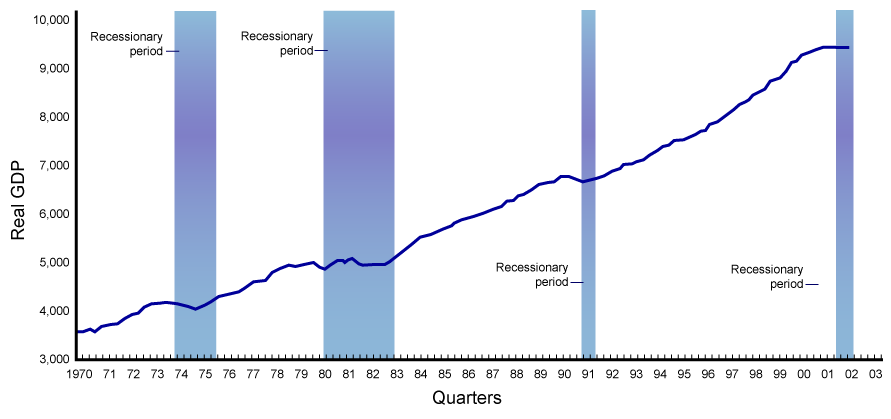 10,000
9,000
8,000
7,000
6,000
5,000
4,000
3,000
Real GDP
Recessionary
period
Recessionary
period
Recessionary
period
Recessionary
period
1970 71 72 73 74 75 76 77 78 79 80 81 82 83 84 85 86 87 88 89 90 91 92 93 94 95 96 97 98 99 00 01 02 03
Quarters